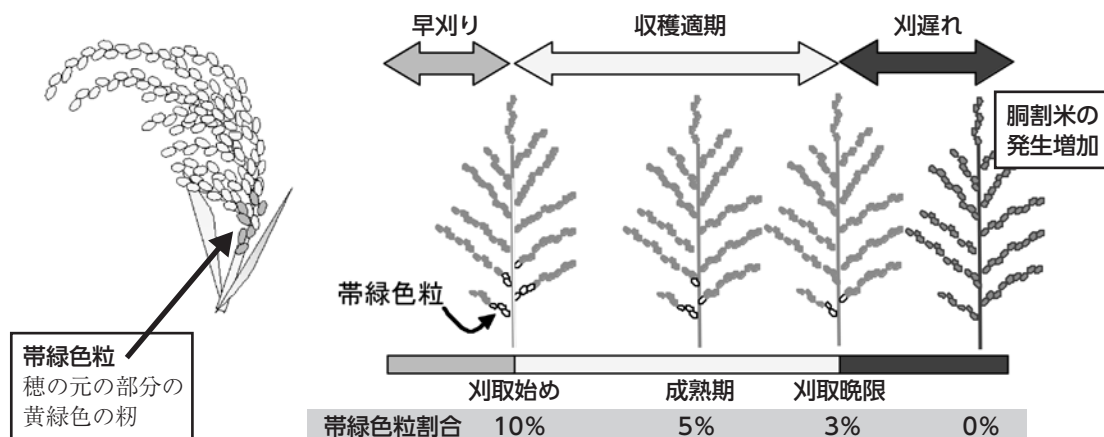 早刈り 収穫適期 刈遅れ
胴割米の
発生増加
帯緑色粒
帯緑色粒
穂の元の部分の
黄緑色の籾
刈取始め 成熟期 刈取晩限
帯緑色粒割合 10% 5% 3% 0%